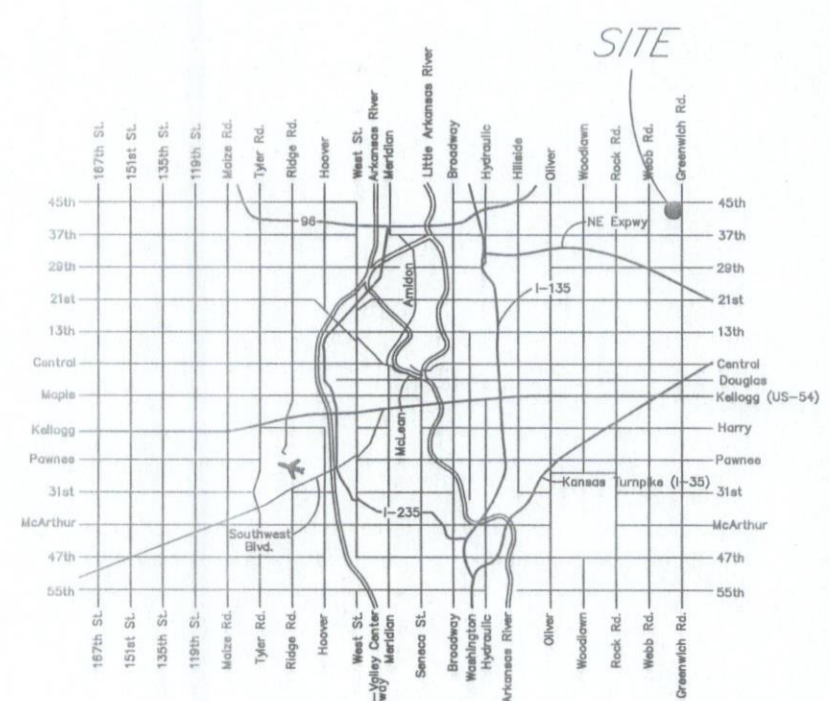 SITE
167th St.
151st St.
135th St.
119th St.
Maize Rd.
Tyler Rd.
Ridge Rd.
Hoover
West St.
Arkansas River
Meridian
Little Arkansas River
Broadway
Hydraulic
Hillside
Oliver
Woodlawn
Rock Rd.
Webb Rd.
Greenwich Rd.
45th
45th
96
NE Expwy
37th
37th
29th
29th
Amidon
I-135
21st
21st
13th
13th
Central
Central
Douglas
Maple
Kellogg (US-54)
McLean
Kellogg
Harry
Pawnee
Pawnee
Kansas Turnpike (I-35)
31st
31st
I-235
McArthur
McArthur
Southwest
Blvd.
47th
47th
55th
55th
167th St.
151st St.
135th St.
119th St.
Maize Rd.
Tyler Rd.
Ridge Rd.
Hoover
West St.
Valley Center
way
Meridian
Seneca St.
Broadway
Washington
Hydraulic
Arkansas River
Oliver
Woodlawn
Rock Rd.
Webb Rd.
Greenwich Rd.